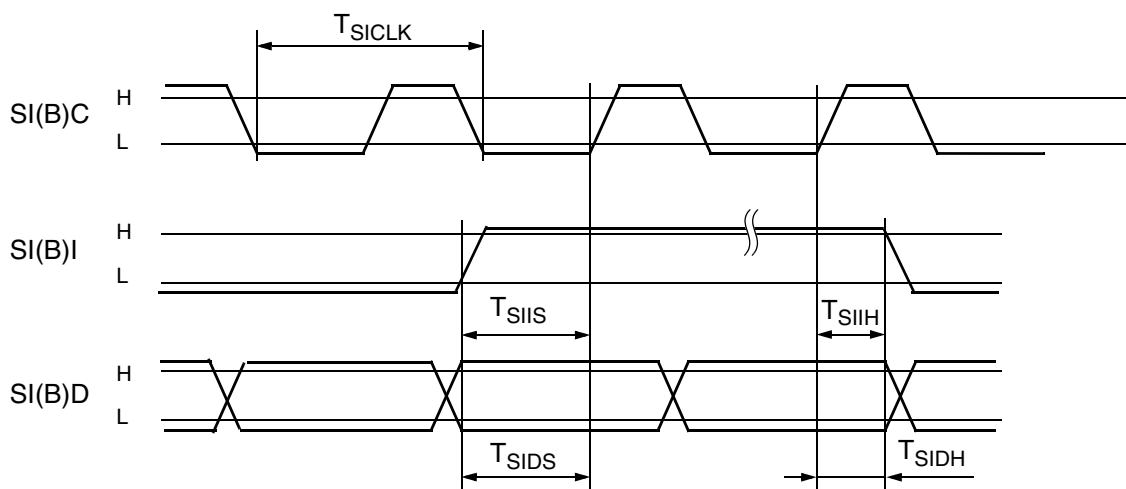 TSICLK
SI(B)C
H
L
SI(B)I
H
L
TSIIS
TSIIH
SI(B)D
H
L
TSIDS
TSIDH